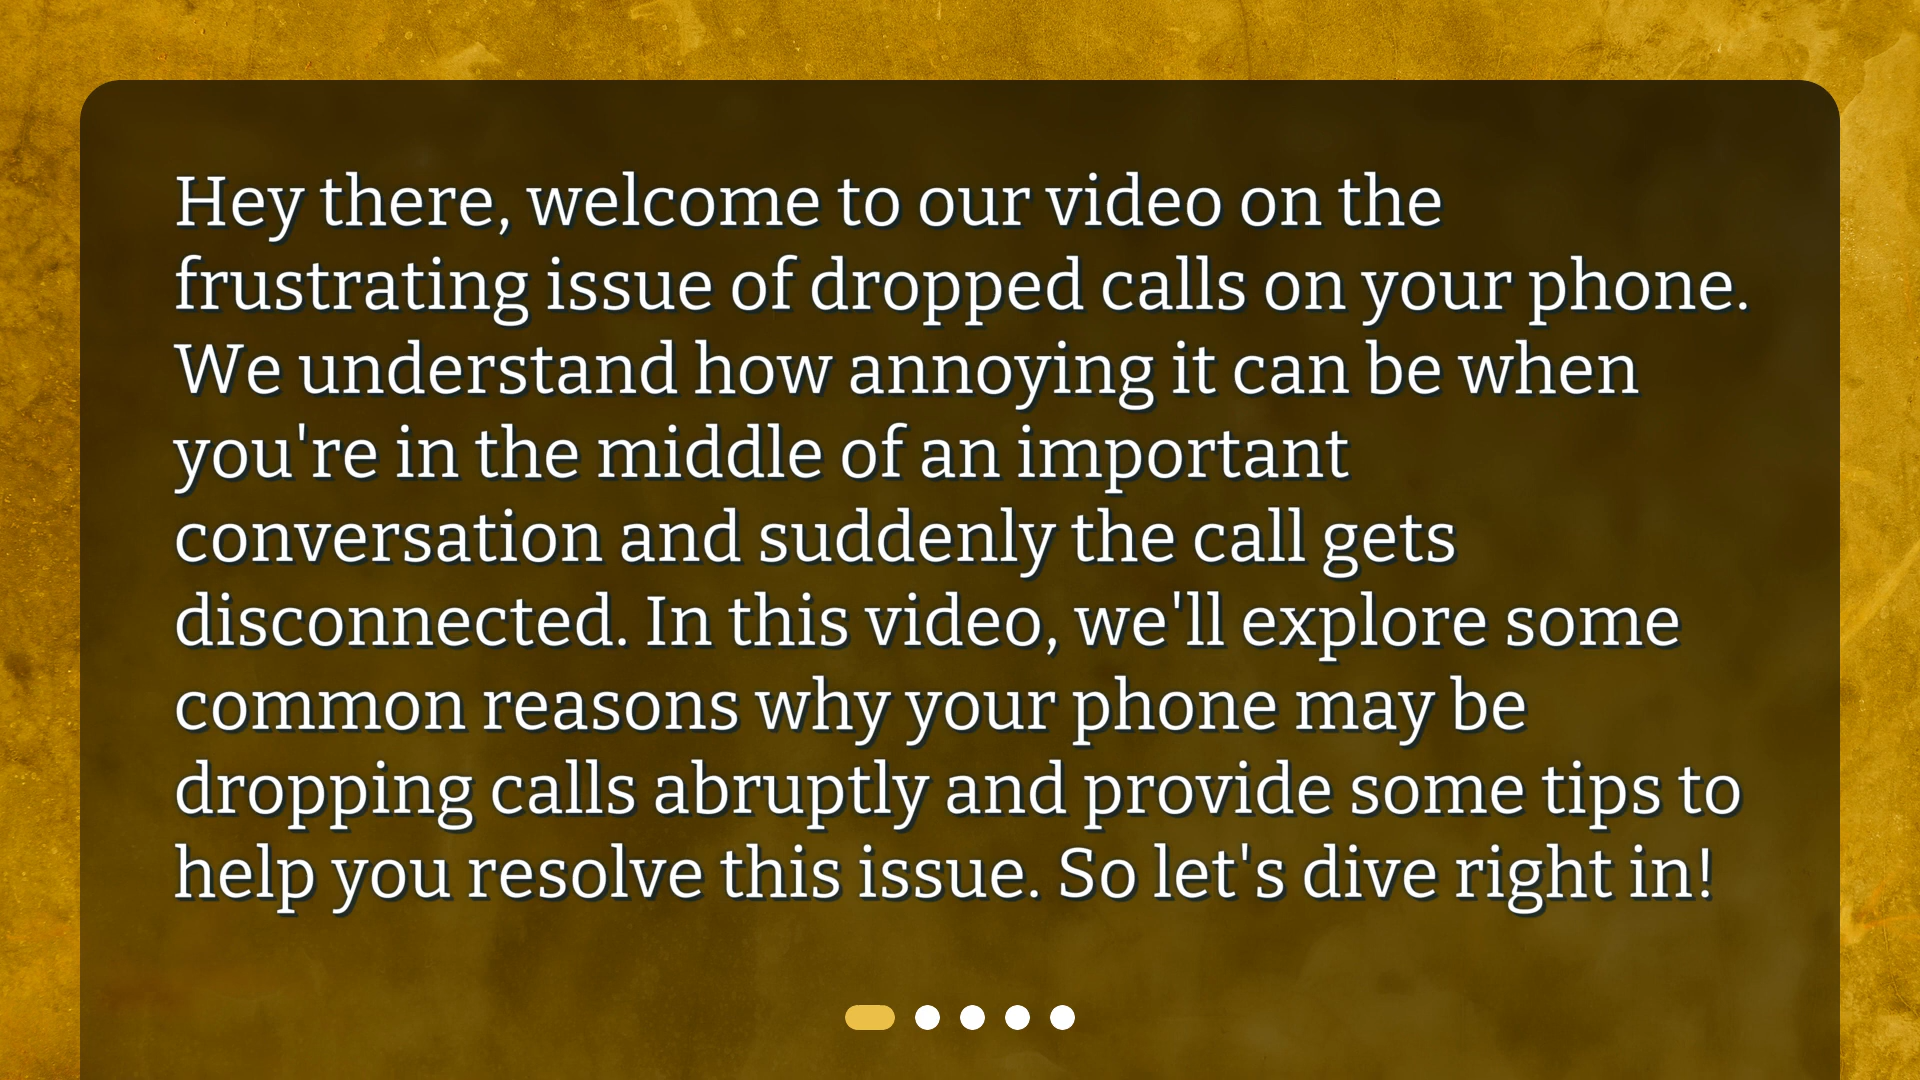 Hey there, welcome to our video on the
frustrating issue of dropped calls on your phone.
We understand how annoying it can be when
you're in the middle of an important
conversation and suddenly the call gets
disconnected. In this video, we'll explore some
common reasons why your phone may be
dropping calls abruptly and provide some tips to
help you resolve this issue. So let's dive right in!